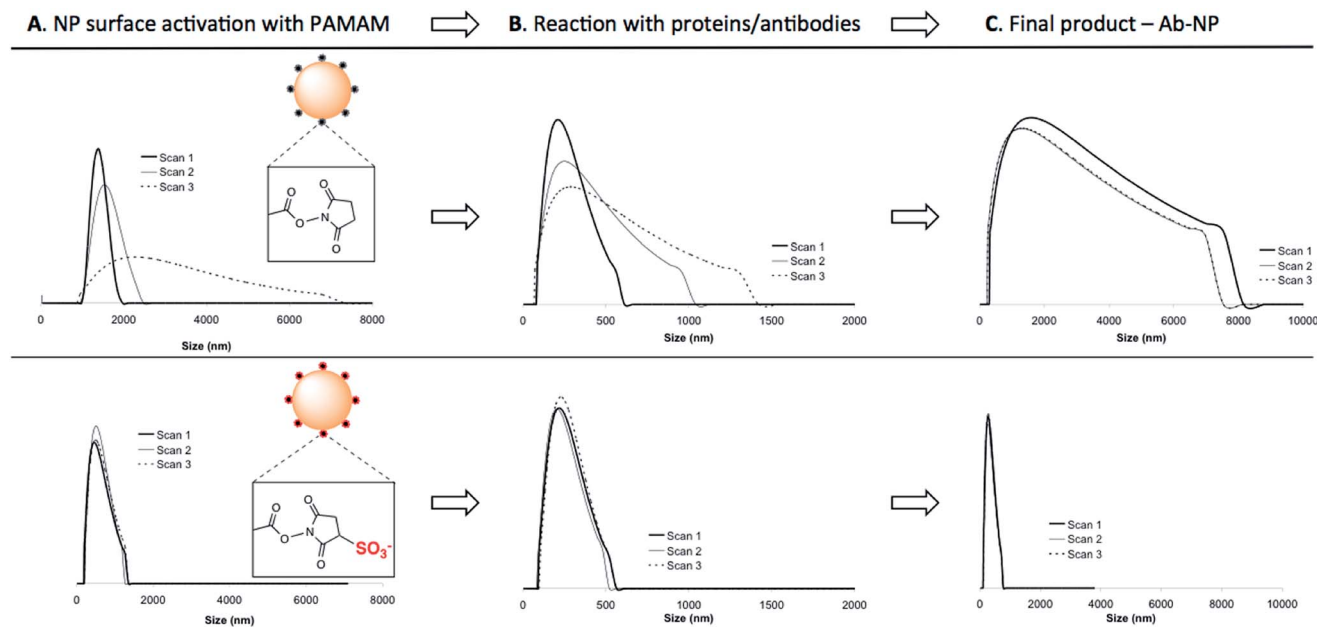 A. NP surface activation with PAMAM
B. Reaction with proteins/antibodies
C. Final product – Ab-NP
Scan 1
Scan 2
Scan 3
O
O
O
N
O
0 2000 4000 6000 8000
Size (nm)
Scan 1
Scan 2
Scan 3
0 500 1000 1500 2000
Size (nm)
Scan 1
Scan 2
Scan 3
0 2000 4000 6000 8000 10000
Size (nm)
Scan 1
Scan 2
Scan 3
O
O
O
N
O
SO3-
0 2000 4000 6000 8000
Size (nm)
Scan 1
Scan 2
Scan 3
0 500 1000 1500 2000
Size (nm)
Scan 1
Scan 2
Scan 3
0 2000 4000 6000 8000 10000
Size (nm)